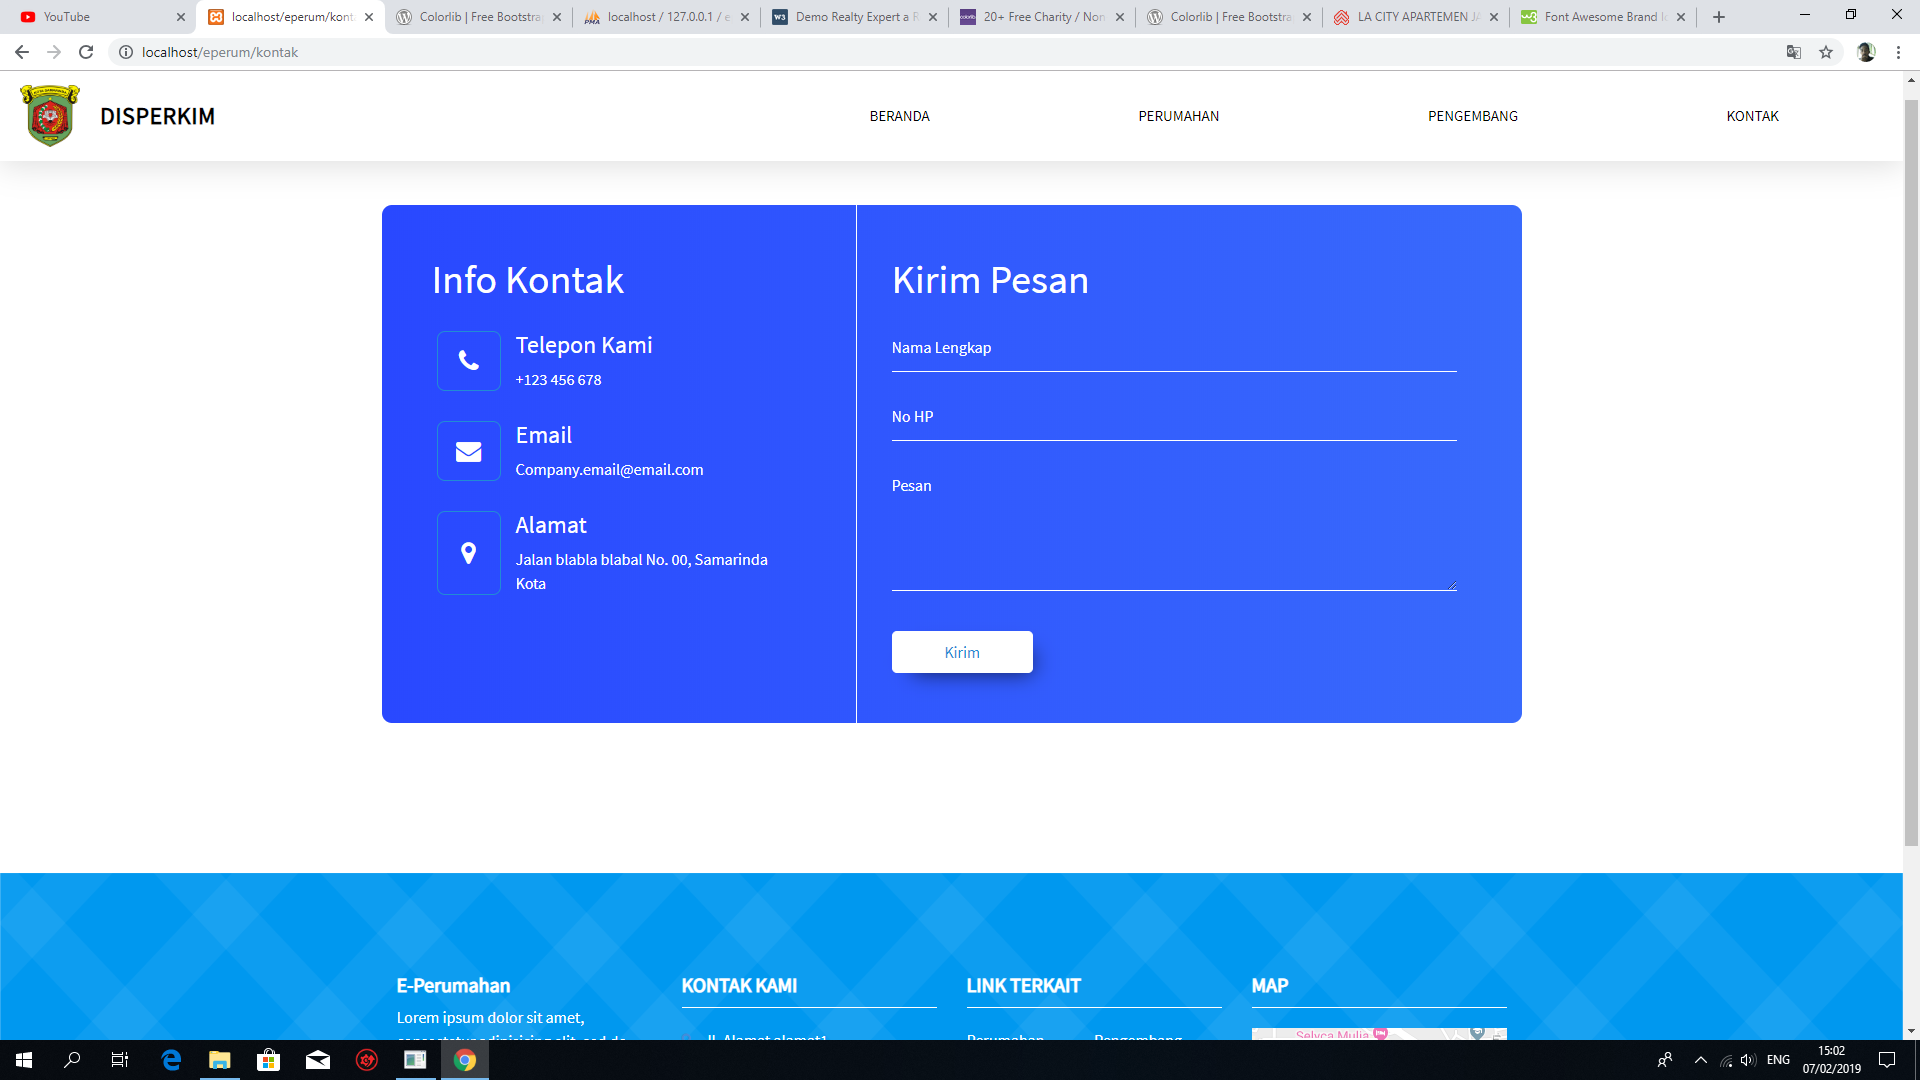 YouTube
localhost/eperum/kont
Colorlib | Free Bootstra
localhost / 127.0.0.1 / e
Demo Realty Expert a R
20+ Free Charity / Non
Colorlib | Free Bootstra
LA CITY APARTEMEN JA
Font Awesome Brand Ic
localhost/eperum/kontak
DISPERKIM
BERANDA
PERUMAHAN
PENGEMBANG
KONTAK
Info Kontak
Telepon Kami
+123 456 678
Email
Company.email@email.com
Alamat
Jalan blabla blabal No. 00, Samarinda
Kota
Kirim Pesan
Nama Lengkap
No HP
Pesan
Kirim
E-Perumahan
Lorem ipsum dolor sit amet,
KONTAK KAMI
Jl. Alamat alamat1
LINK TERKAIT
Perumahan
Pengembang
MAP
Selyca Mulia
ENG
15:02
07/02/2019